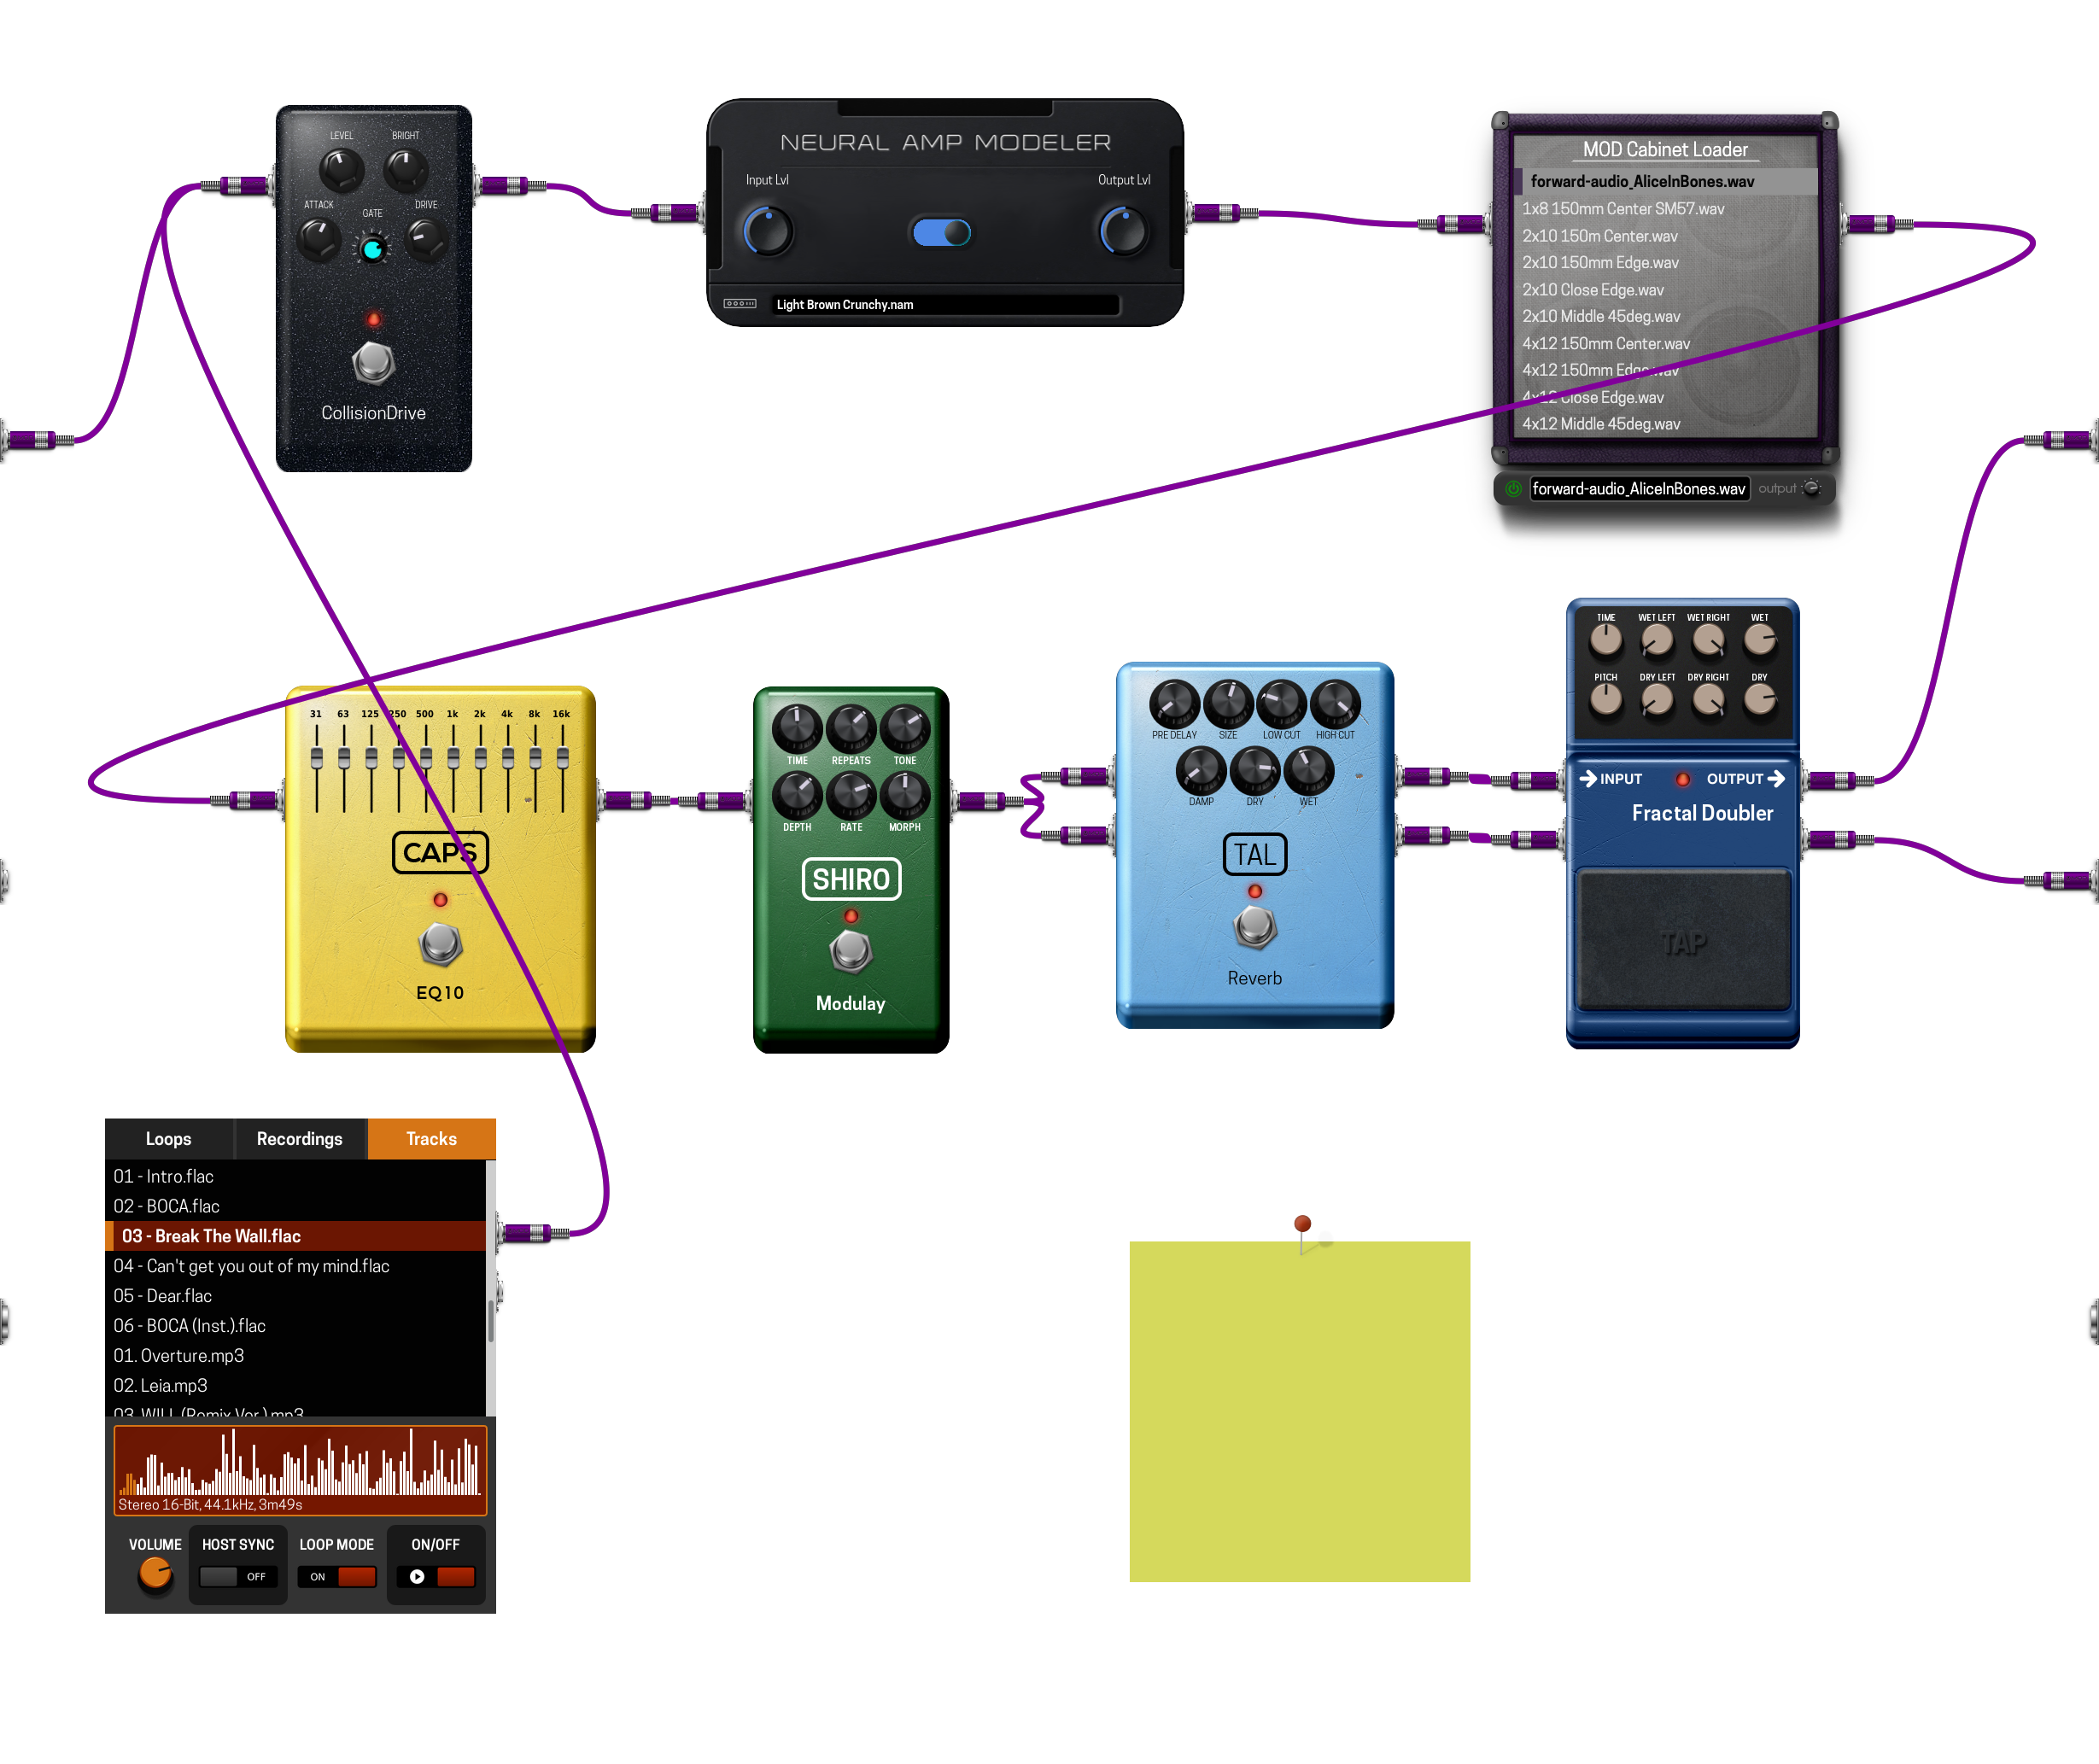 LEVEL BRIGHT
ATTACK GATE DRIVE
CollisionDrive
NEURAL AMP MODELER
Input Lvl Output Lvl
Light Brown Crunchy.nam
MOD Cabinet Loader
forward-audio_AliceInBones.wav
1x8 150mm Center SM57.wav
2x10 150m Center.wav
2x10 150mm Edge.wav
2x10 Close Edge.wav
2x10 Middle 45deg.wav
4x12 150mm Center.wav
4x12 150mm Edge.wav
4x12 Close Edge.wav
4x12 Middle 45deg.wav
forward-audio_AliceInBones.wav output
31 63 125 250 500 1k 2k 4k 8k 16k
CAPS
EQ10
TIME REPEATS TONE
DEPTH RATE MORPH
SHIRO
Modulay
PRE DELAY SIZE LOW CUT HIGH CUT
DAMP DRY WET
TAL
Reverb
TIME WET LEFT WET RIGHT WET
PITCH DRY LEFT DRY RIGHT DRY
INPUT OUTPUT
Fractal Doubler
TAP
Loops Recordings Tracks
01 - Intro.flac
02 - BOCA.flac
03 - Break The Wall.flac
04 - Can't get you out of my mind.flac
05 - Dear.flac
06 - BOCA (Inst.).flac
01. Overture.mp3
02. Leia.mp3
03. WILL (Remix Ver.).mp3
Stereo 16-Bit, 44.1kHz, 3m49s
VOLUME HOST SYNC LOOP MODE ON/OFF
OFF ON